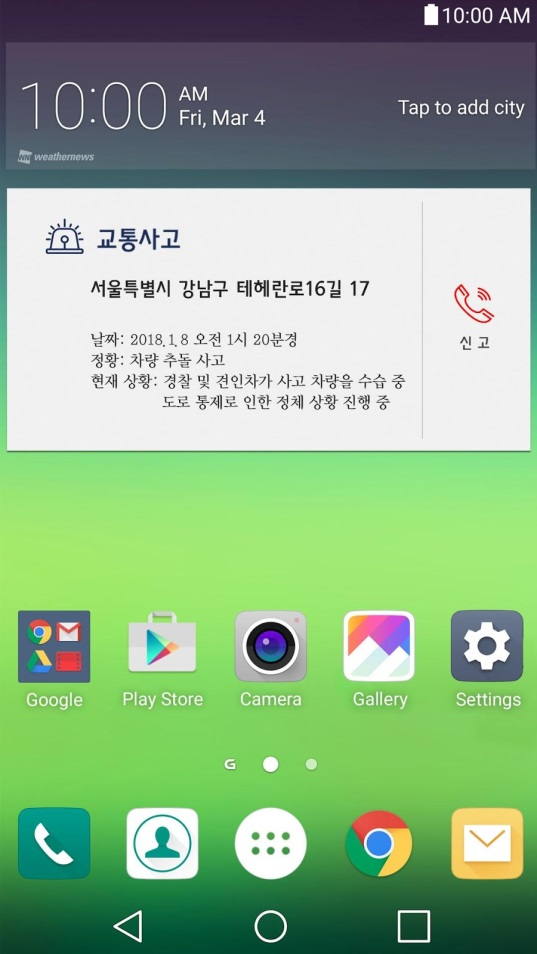 10:00 AM
10:00 AM
Fri, Mar 4
Tap to add city
weathernews
교통사고
서울특별시 강남구 테헤란로16길 17
날짜: 2018.1.8 오전 1시 20분경
정황: 차량 추돌 사고
현재 상황: 경찰 및 견인차가 사고 차량을 수습 중
도로 통제로 인한 정체 상황 진행 중
신고
Google
Play Store
Camera
Gallery
Settings
G